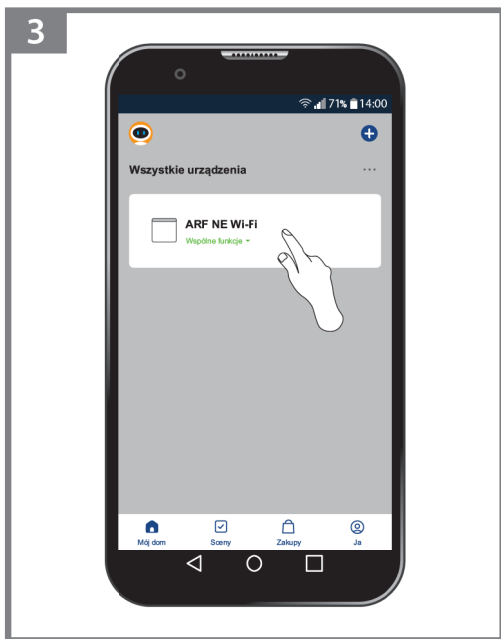 3
71% 14:00
Wszystkie urządzenia
ARF NE Wi-Fi
Wspólne funkcje
Mój dom Sceny Zakupy Ja